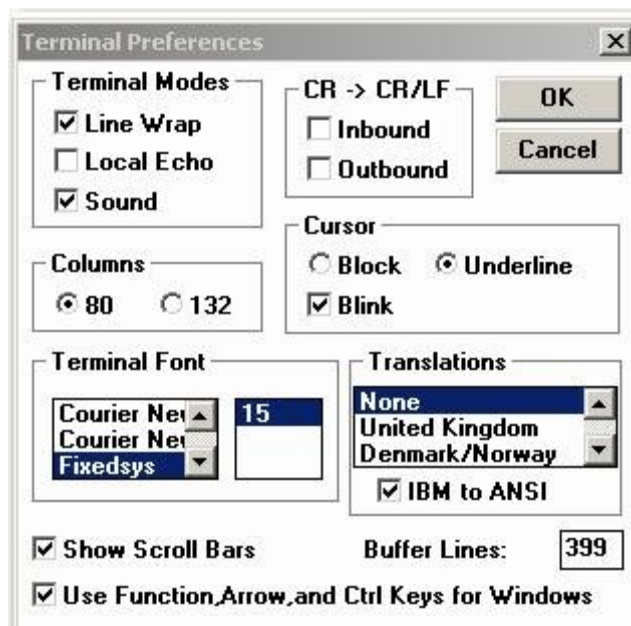 Terminal Preferences
Terminal Modes
Line Wrap
Local Echo
Sound
CR -> CR/LF
Inbound
Outbound
OK
Cancel
Columns
80 132
Cursor
Block Underline
Blink
Terminal Font
Courier Nev
Courier Nev
Fixedsys
15
Translations
None
United Kingdom
Denmark/Norway
IBM to ANSI
Show Scroll Bars
Buffer Lines: 399
Use Function,Arrow,and Ctrl Keys for Windows